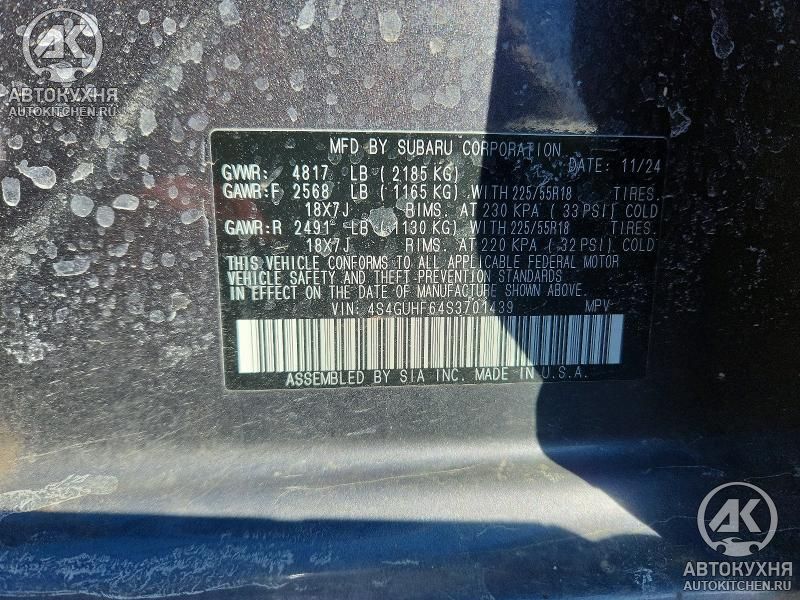 АК
АВТОКУХНЯ
AUTOKITCHEN.RU
MFD BY SUBARU CORPORATION DATE: 11/24
GVWR: 4817 LB (2185 KG)
GAWR:F 2568 LB (1165 KG) WITH 225/55R18 TIRES.
18X7J RIMS. AT 230 KPA (33 PSI) COLD
GAWR:R 2491 LB (1130 KG) WITH 225/55R18 TIRES.
18X7J RIMS. AT 220 KPA (32 PSI) COLD
THIS VEHICLE CONFORMS TO ALL APPLICABLE FEDERAL MOTOR
VEHICLE SAFETY AND THEFT PREVENTION STANDARDS
IN EFFECT ON THE DATE OF MANUFACTURE SHOWN ABOVE.
VIN: 4S4GUHF64S3701439 MPV
ASSEMBLED BY SIA INC. MADE IN U.S.A.
АК
АВТОКУХНЯ
AUTOKITCHEN.RU